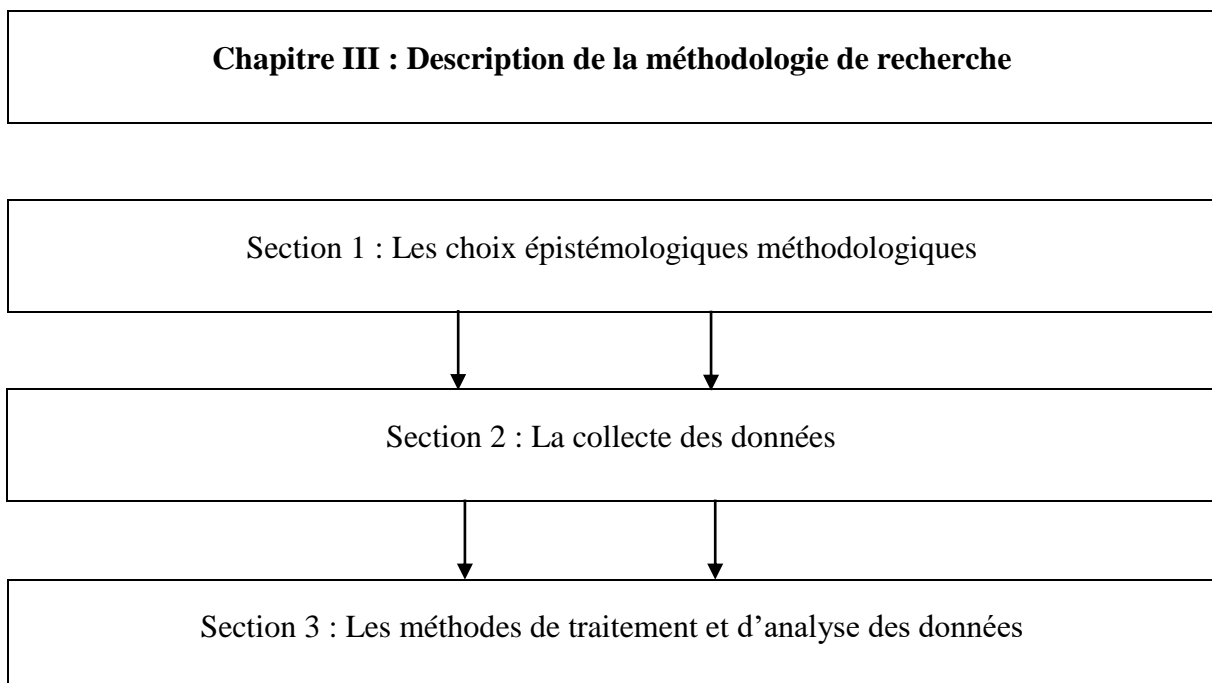 Chapitre III : Description de la méthodologie de recherche
Section 1 : Les choix épistémologiques méthodologiques
Section 2 : La collecte des données
Section 3 : Les méthodes de traitement et d’analyse des données